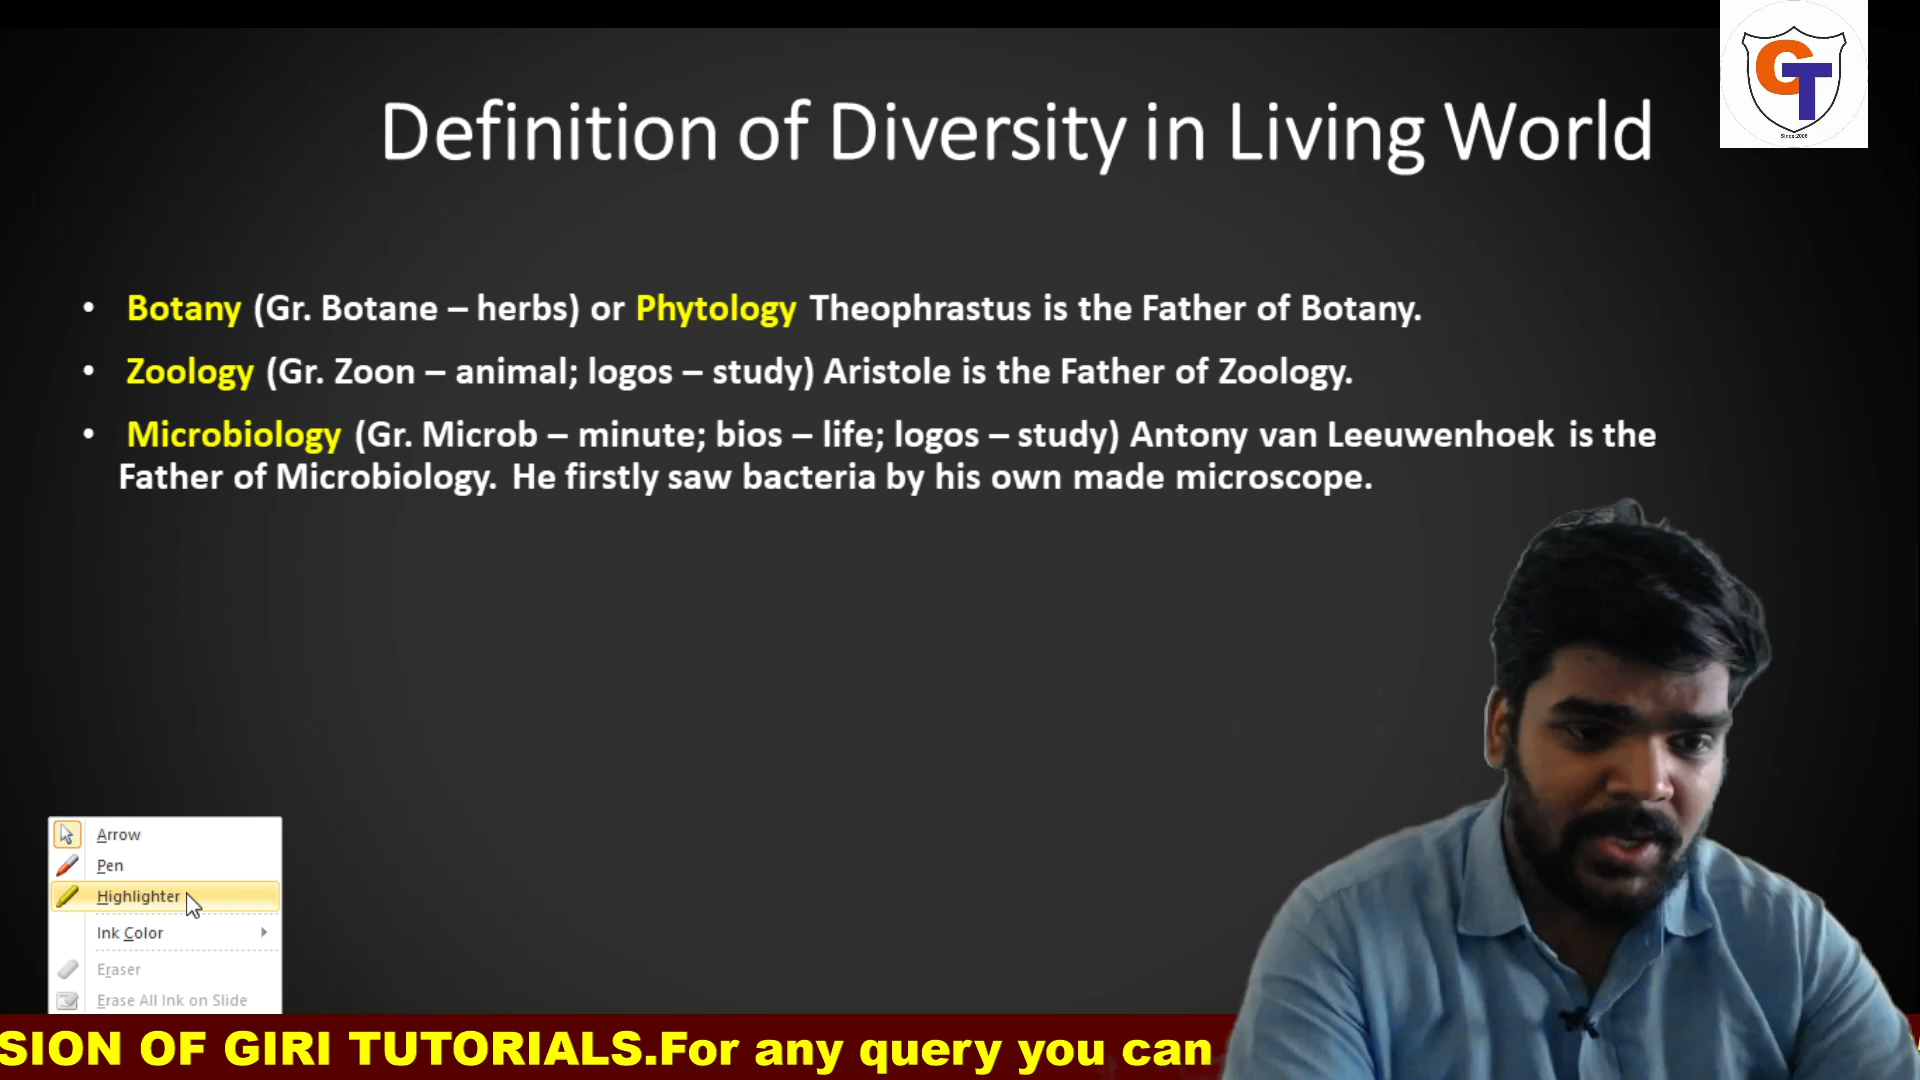 GT
Since:2006
Definition of Diversity in Living World
• Botany (Gr. Botane – herbs) or Phytology Theophrastus is the Father of Botany.
• Zoology (Gr. Zoon – animal; logos – study) Aristole is the Father of Zoology.
• Microbiology (Gr. Microb – minute; bios – life; logos – study) Antony van Leeuwenhoek is the
Father of Microbiology. He firstly saw bacteria by his own made microscope.
Arrow
Pen
Highlighter
Ink Color
Eraser
Erase All Ink on Slide
SION OF GIRI TUTORIALS.For any query you can